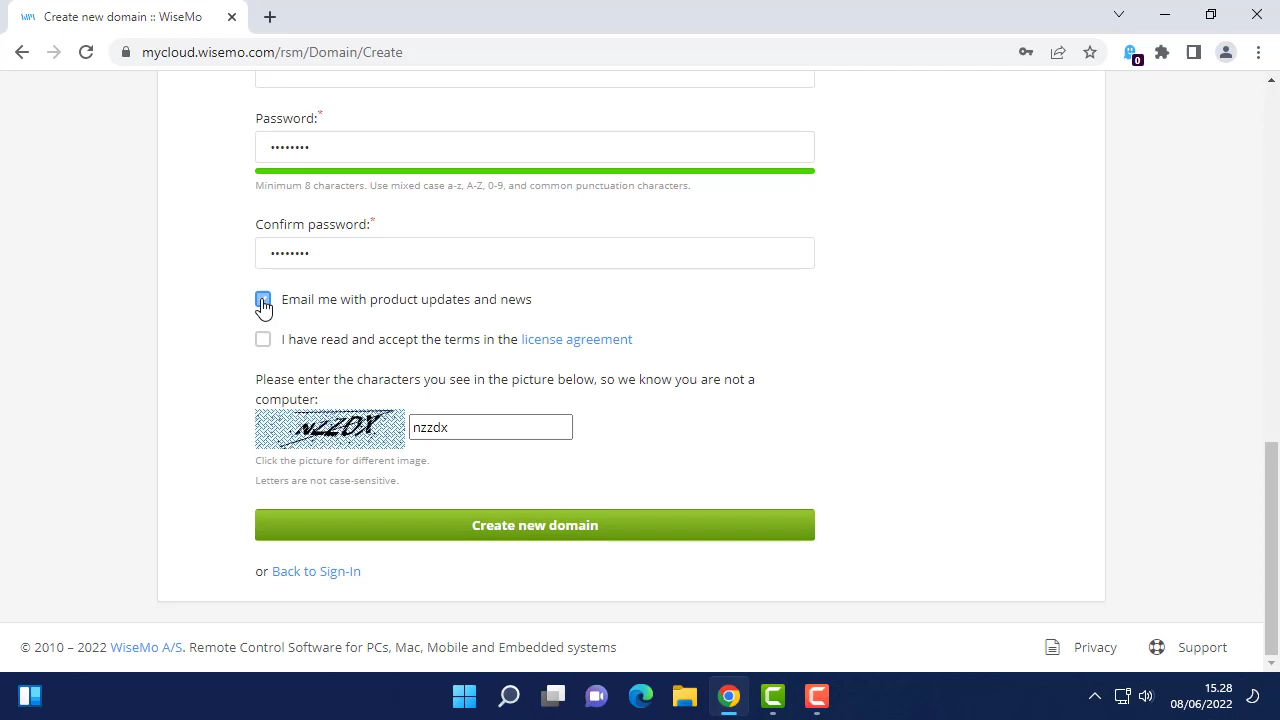 Create new domain :: WiseMo
mycloud.wisemo.com/rsm/Domain/Create
0
Password:*
••••••••
Minimum 8 characters. Use mixed case a-z, A-Z, 0-9, and common punctuation characters.
Confirm password:*
••••••••
Email me with product updates and news
I have read and accept the terms in the license agreement
Please enter the characters you see in the picture below, so we know you are not a
computer:
NZZDX nzzdx
Click the picture for different image.
Letters are not case-sensitive.
Create new domain
or Back to Sign-In
© 2010 – 2022 WiseMo A/S. Remote Control Software for PCs, Mac, Mobile and Embedded systems
Privacy
Support
15.28
08/06/2022